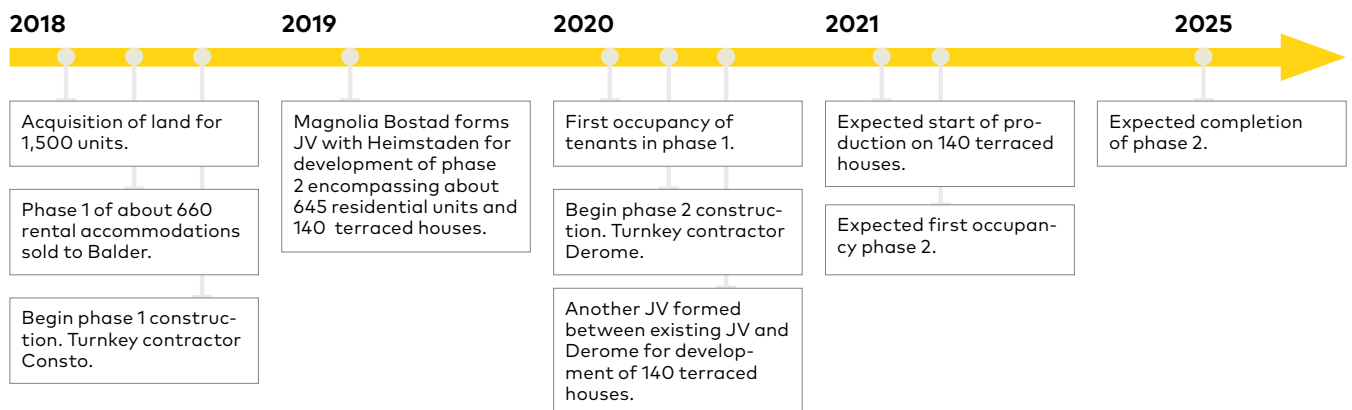 2018
2019
2020
2021
2025
Acquisition of land for
1,500 units.
Phase 1 of about 660
rental accommodations
sold to Balder.
Begin phase 1 construc-
tion. Turnkey contractor
Consto.
Magnolia Bostad forms
JV with Heimstaden for
development of phase
2 encompassing about
645 residential units and
140 terraced houses.
First occupancy of
tenants in phase 1.
Begin phase 2 construc-
tion. Turnkey contractor
Derome.
Another JV formed
between existing JV and
Derome for develop-
ment of 140 terraced
houses.
Expected start of pro-
duction on 140 terraced
houses.
Expected first occupan-
cy phase 2.
Expected completion
of phase 2.